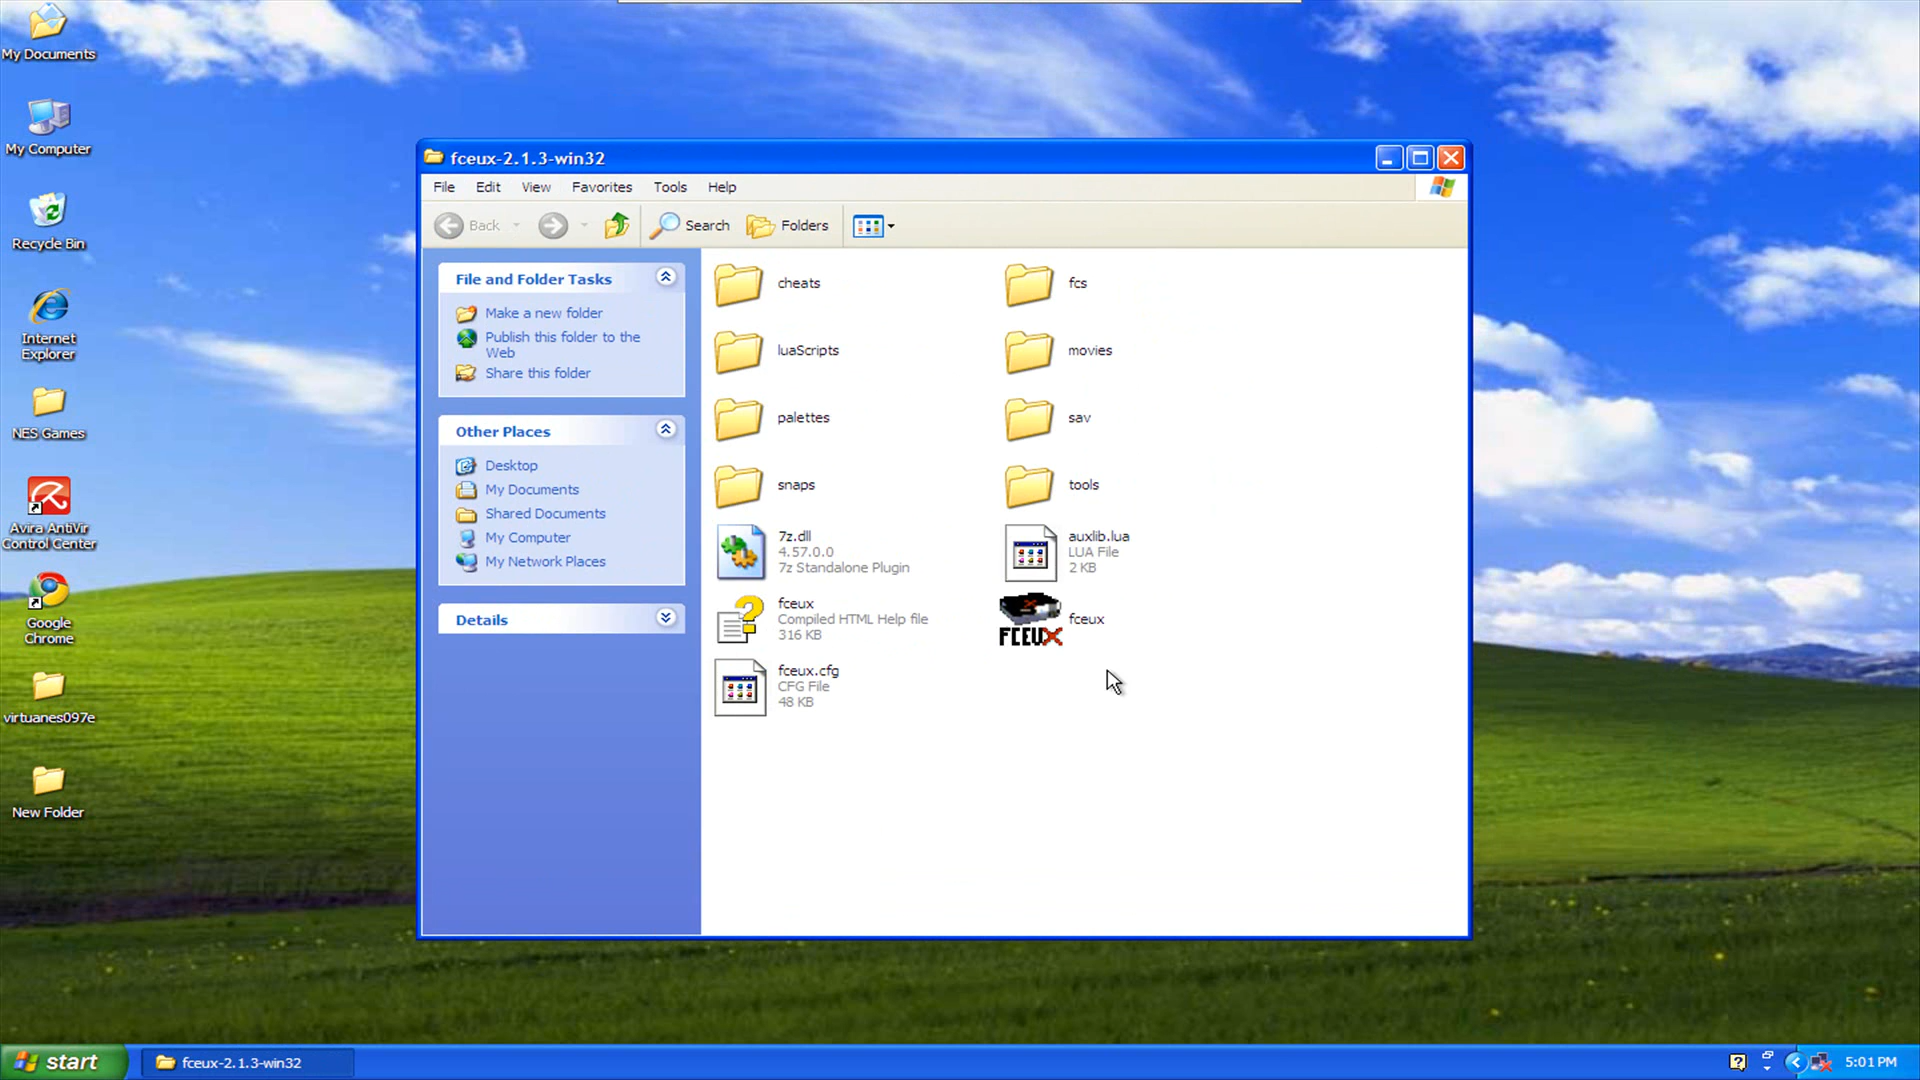 My Documents
My Computer
Recycle Bin
Internet
Explorer
NES Games
Avira AntiVir
Control Center
Google
Chrome
virtuanes097e
New Folder
fceux-2.1.3-win32
File Edit View Favorites Tools Help
Back Search Folders
File and Folder Tasks
Make a new folder
Publish this folder to the
Web
Share this folder
Other Places
Desktop
My Documents
Shared Documents
My Computer
My Network Places
Details
cheats
fcs
luaScripts
movies
palettes
sav
snaps
tools
7z.dll
4.57.0.0
7z Standalone Plugin
auxlib.lua
LUA File
2 KB
fceux
Compiled HTML Help file
316 KB
FCEUX
fceux
fceux.cfg
CFG File
48 KB
start
fceux-2.1.3-win32
5:01 PM